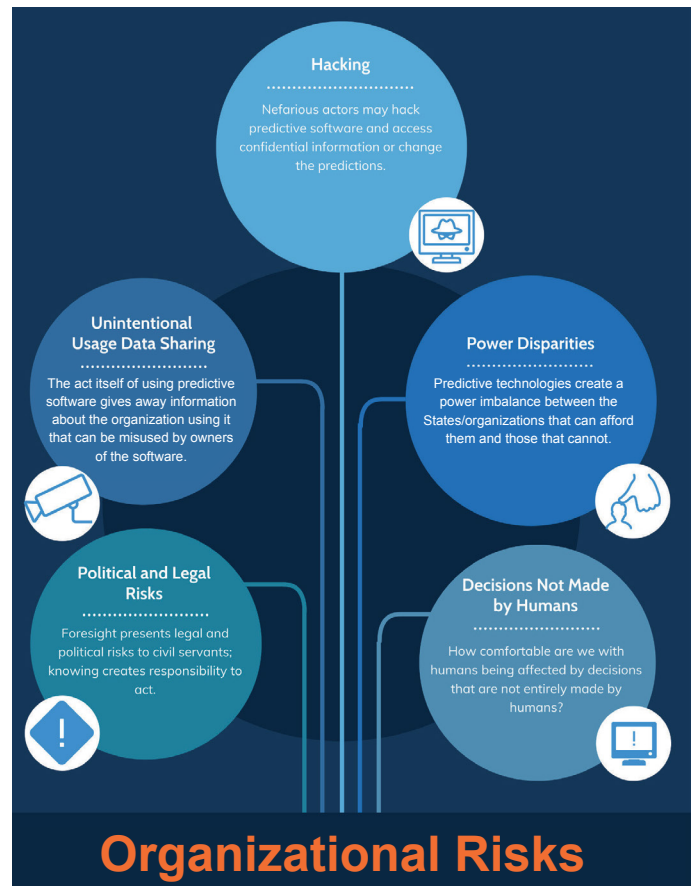 Hacking
Nefarious actors may hack
predictive software and access
confidential information or change
the predictions.
Unintentional
Usage Data Sharing
The act itself of using predictive
software gives away information
about the organization using it
that can be misused by owners
of the software.
Power Disparities
Predictive technologies create a
power imbalance between the
States/organizations that can afford
them and those that cannot.
Political and Legal
Risks
Foresight presents legal and
political risks to civil servants;
knowing creates responsibility to
act.
Decisions Not Made
by Humans
How comfortable are we with
humans being affected by decisions
that are not entirely made by
humans?
Organizational Risks